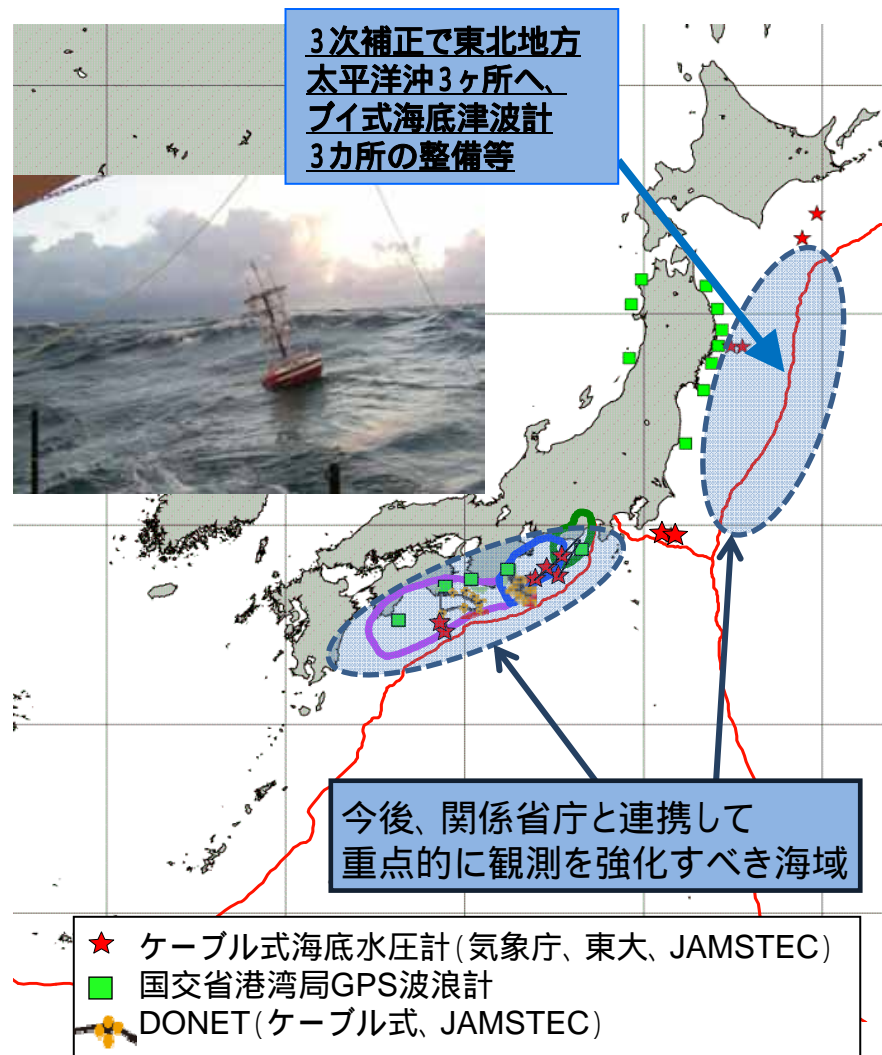 3次補正で東北地方
太平洋沖3ヶ所へ、
ブイ式海底津波計
3カ所の整備等
今後、関係省庁と連携して
重点的に観測を強化すべき海域
ケーブル式海底水圧計(気象庁、東大、JAMSTEC)
国交省港湾局GPS波浪計
DONET(ケーブル式、JAMSTEC)